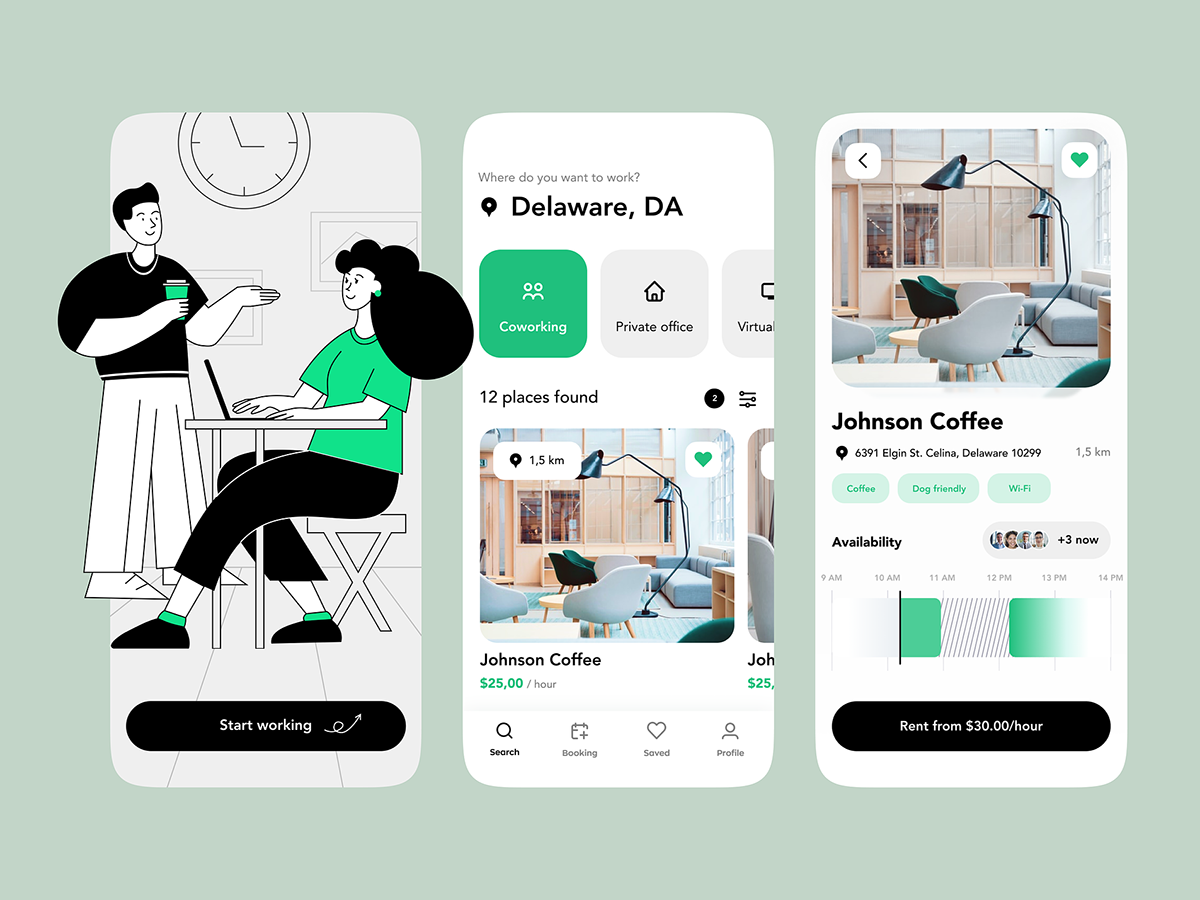 Start working
Where do you want to work?
Delaware, DA
Coworking
Private office
Virtual
12 places found
2
1,5 km
Johnson Coffee
$25,00 / hour
Joh
$25,
Search
Booking
Saved
Profile
Johnson Coffee
6391 Elgin St. Celina, Delaware 10299
1,5 km
Coffee
Dog friendly
Wi-Fi
Availability
+3 now
9 AM 10 AM 11 AM 12 PM 13 PM 14 PM
Rent from $30.00/hour